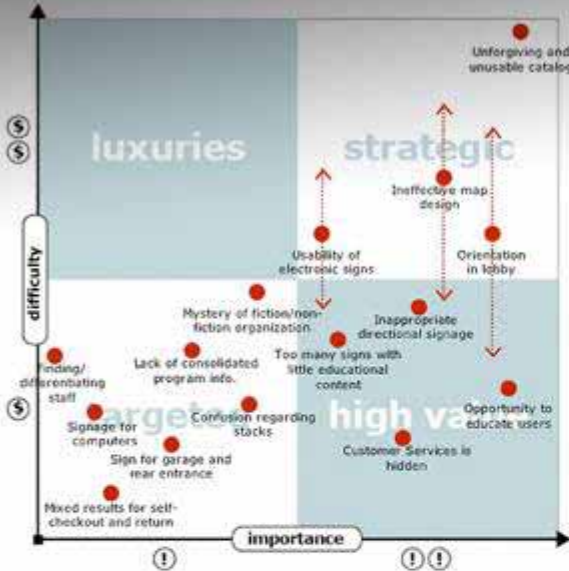 Unforgiving and
unusable catalog
luxuries
strategic
$
$
Ineffective map
design
Usability of
electronic signs
Orientation
in lobby
difficulty
Mystery of fiction/non-
fiction organization
Inappropriate
directional signage
Finding/
differentiating
staff
Lack of consolidated
program info.
Too many signs with
little educational
content
$
Signage for
computers
Confusion regarding
stacks
high val
Opportunity to
educate users
Sign for garage and
rear entrance
Customer Services is
hidden
Mixed results for self-
checkout and return
importance
!
! !